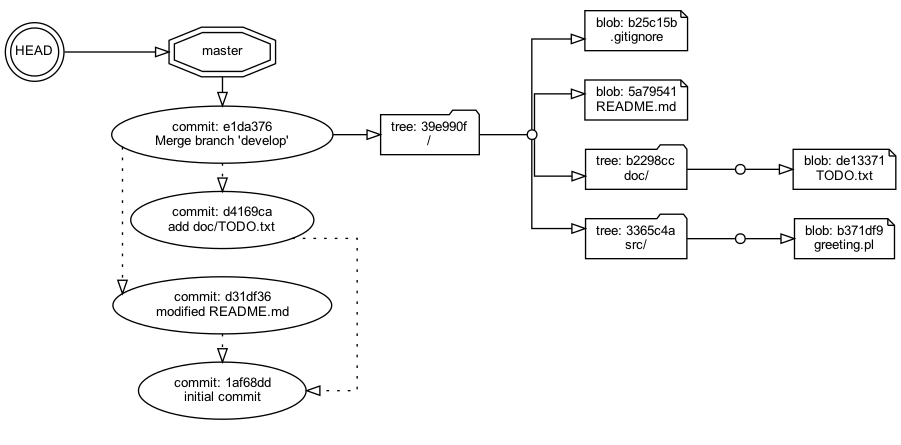 HEAD
master
commit: e1da376
Merge branch 'develop'
commit: d4169ca
add doc/TODO.txt
commit: d31df36
modified README.md
commit: 1af68dd
initial commit
tree: 39e990f
/
blob: b25c15b
.gitignore
blob: 5a79541
README.md
tree: b2298cc
doc/
blob: de13371
TODO.txt
tree: 3365c4a
src/
blob: b371df9
greeting.pl